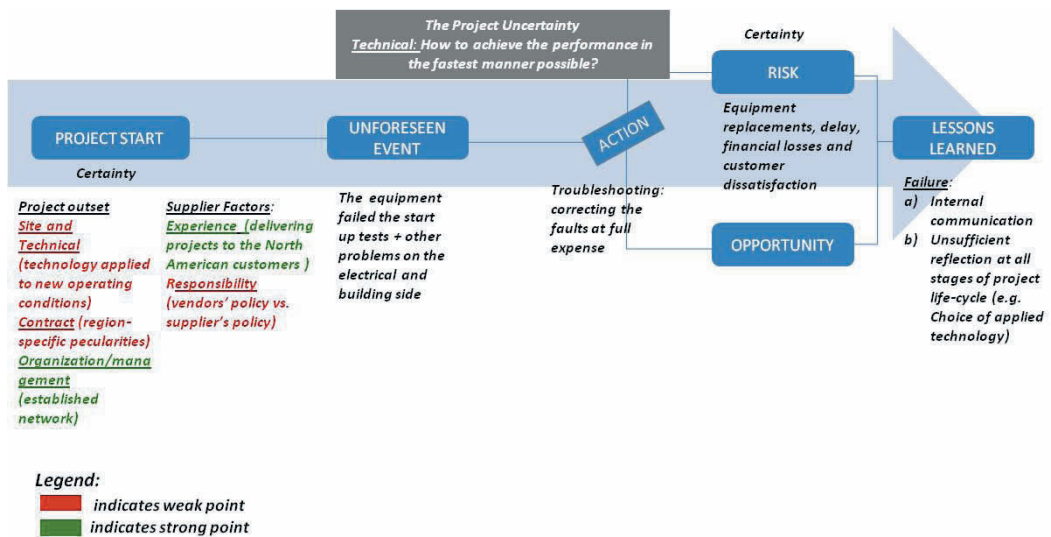 The Project Uncertainty
Technical: How to achieve the performance in
the fastest manner possible?
Certainty
RISK
PROJECT START
UNFORESEEN
EVENT
ACTION
Equipment
replacements, delay,
financial losses and
customer
dissatisfaction
LESSONS
LEARNED
Certainty
Project outset
Site and
Technical
(technology applied
to new operating
conditions)
Contract (region-
specific pecularities)
Organization/mana
gement
(established
network)
Supplier Factors:
Experience (delivering
projects to the North
American customers )
Responsibility
(vendors' policy vs.
supplier's policy)
The equipment
failed the start
up tests + other
problems on the
electrical and
building side
Troubleshooting:
correcting the
faults at full
expense
OPPORTUNITY
Failure:
a) Internal
communication
b) Unsufficient
reflection at all
stages of project
life-cycle (e.g.
Choice of applied
technology)
Legend:
indicates weak point
indicates strong point